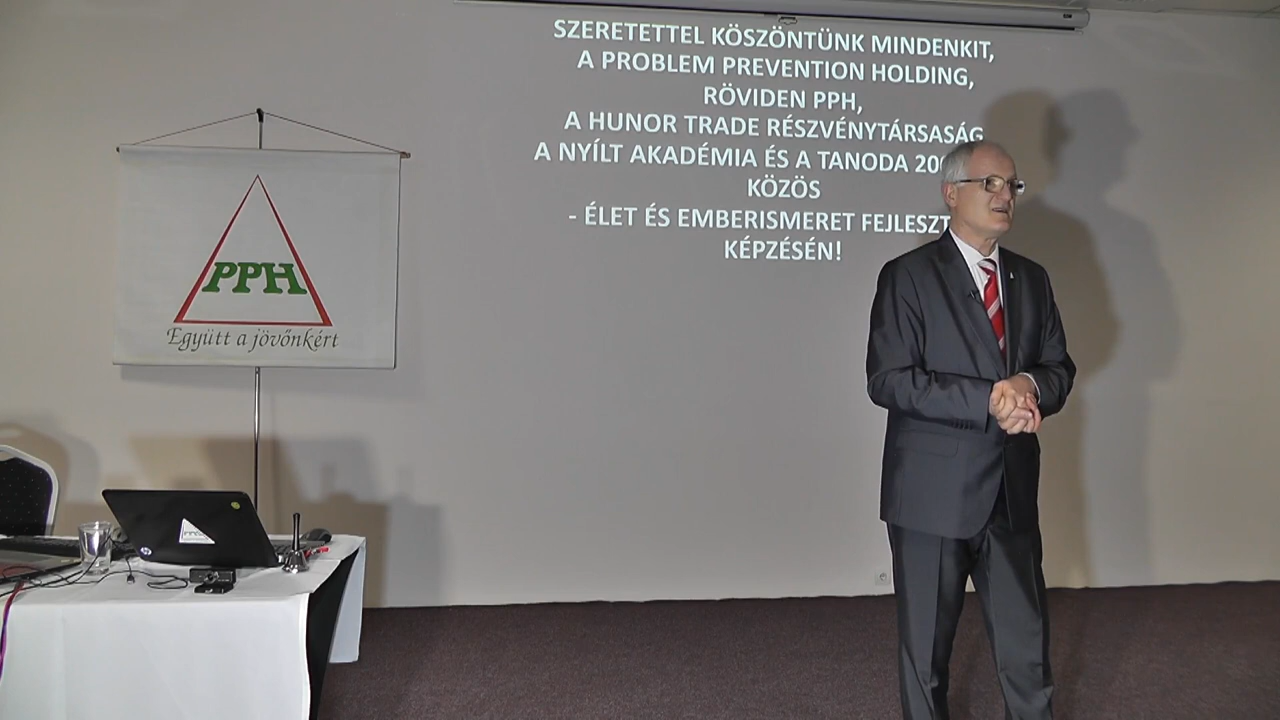 SZERETETTEL KÖSZÖNTÜNK MINDENKIT,
A PROBLEM PREVENTION HOLDING,
RÖVIDEN PPH,
A HUNOR TRADE RÉSZVÉNYTÁRSASÁG
A NYÍLT AKADÉMIA ÉS A TANODA
KÖZÖS
- ÉLET ÉS EMBERISMERET
KÉPZÉSÉN!
PPH
Együtt a jövőnkért
PPH